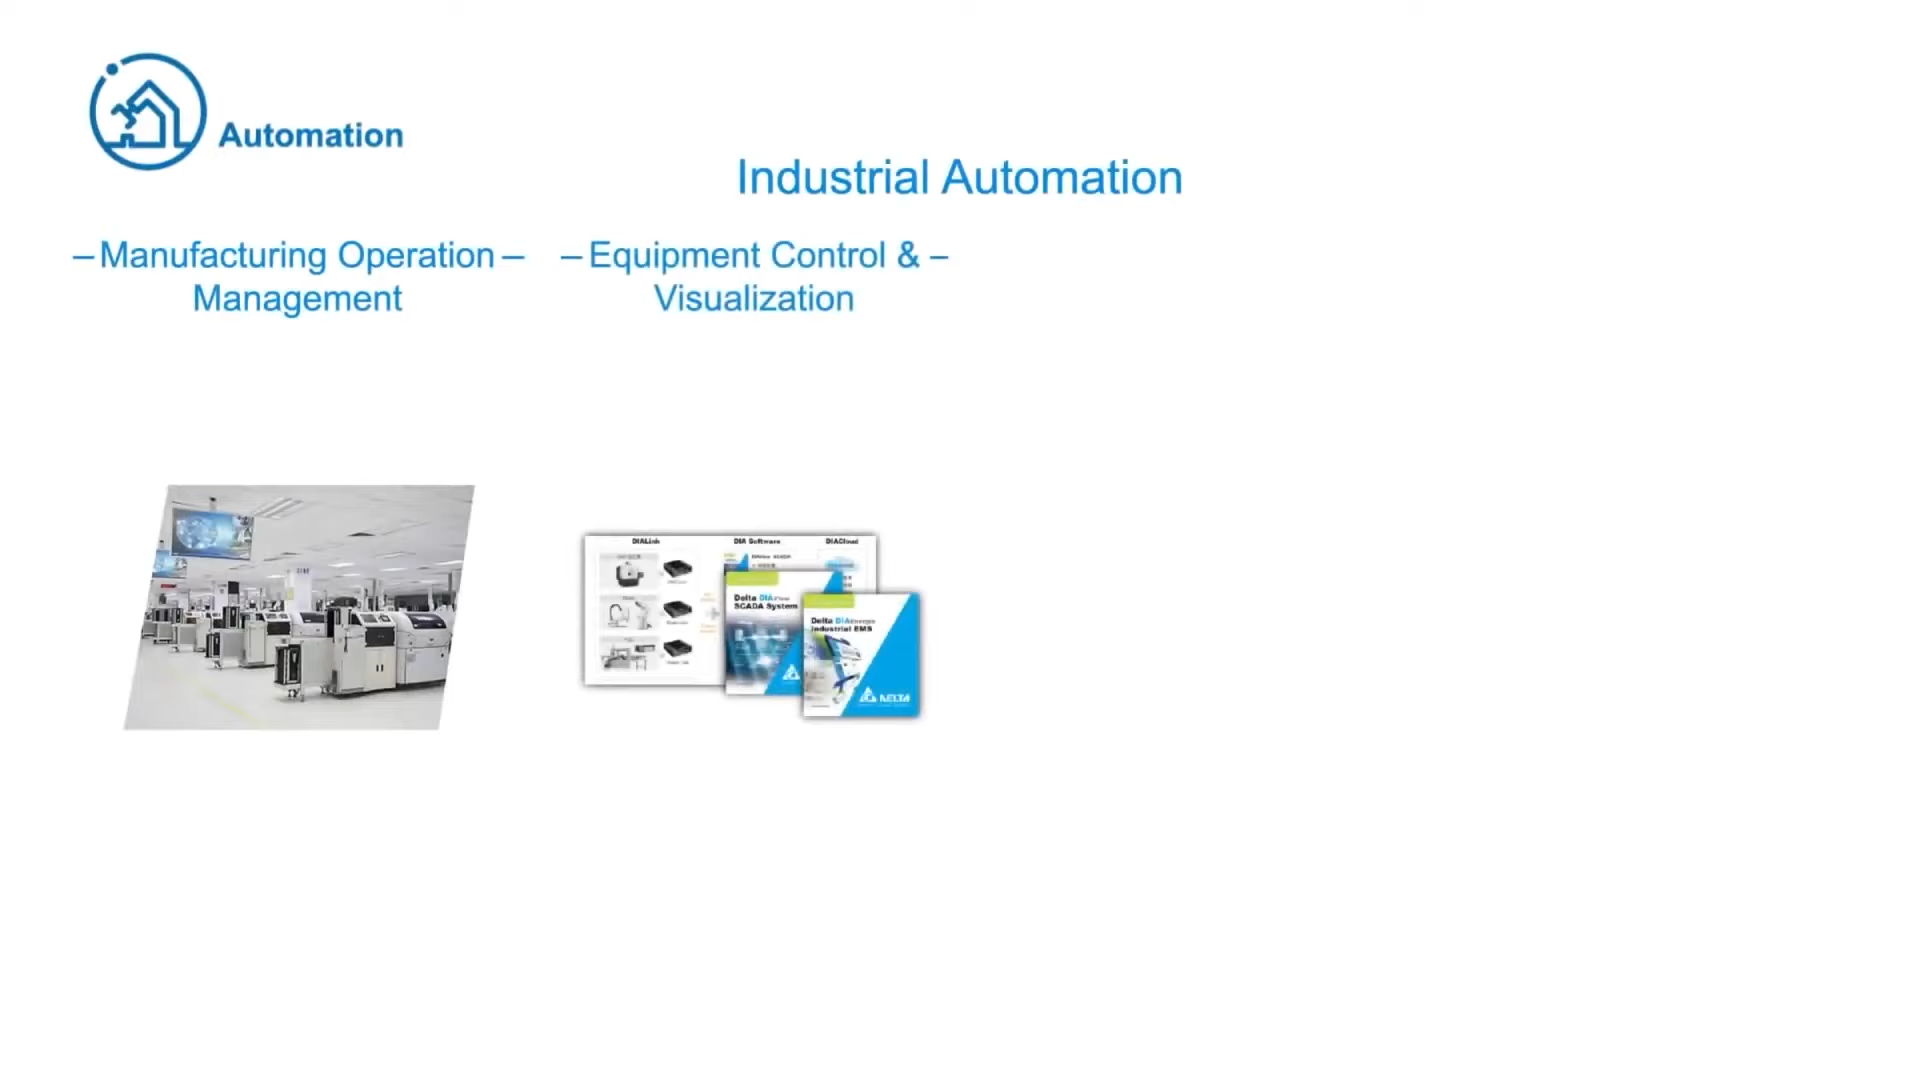 Automation
Industrial Automation
– Manufacturing Operation –
Management
– Equipment Control & –
Visualization
DIALink
DIA Software
DIACloud
Delta DIAView
SCADA System
Delta DIAEnergie
Industrial EMS
DELTA